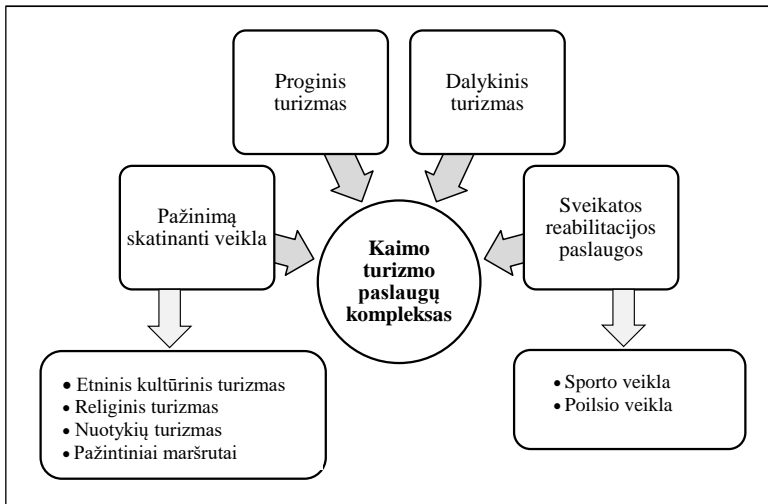 Proginis
turizmas
Dalykinis
turizmas
Pažinimą
skatinanti veikla
Kaimo
turizmo
paslaugų
kompleksas
Sveikatos
reabilitacijos
paslaugos
• Etninis kultūrinis turizmas
• Religinis turizmas
• Nuotykių turizmas
• Pažintiniai maršrutai
• Sporto veikla
• Poilsio veikla